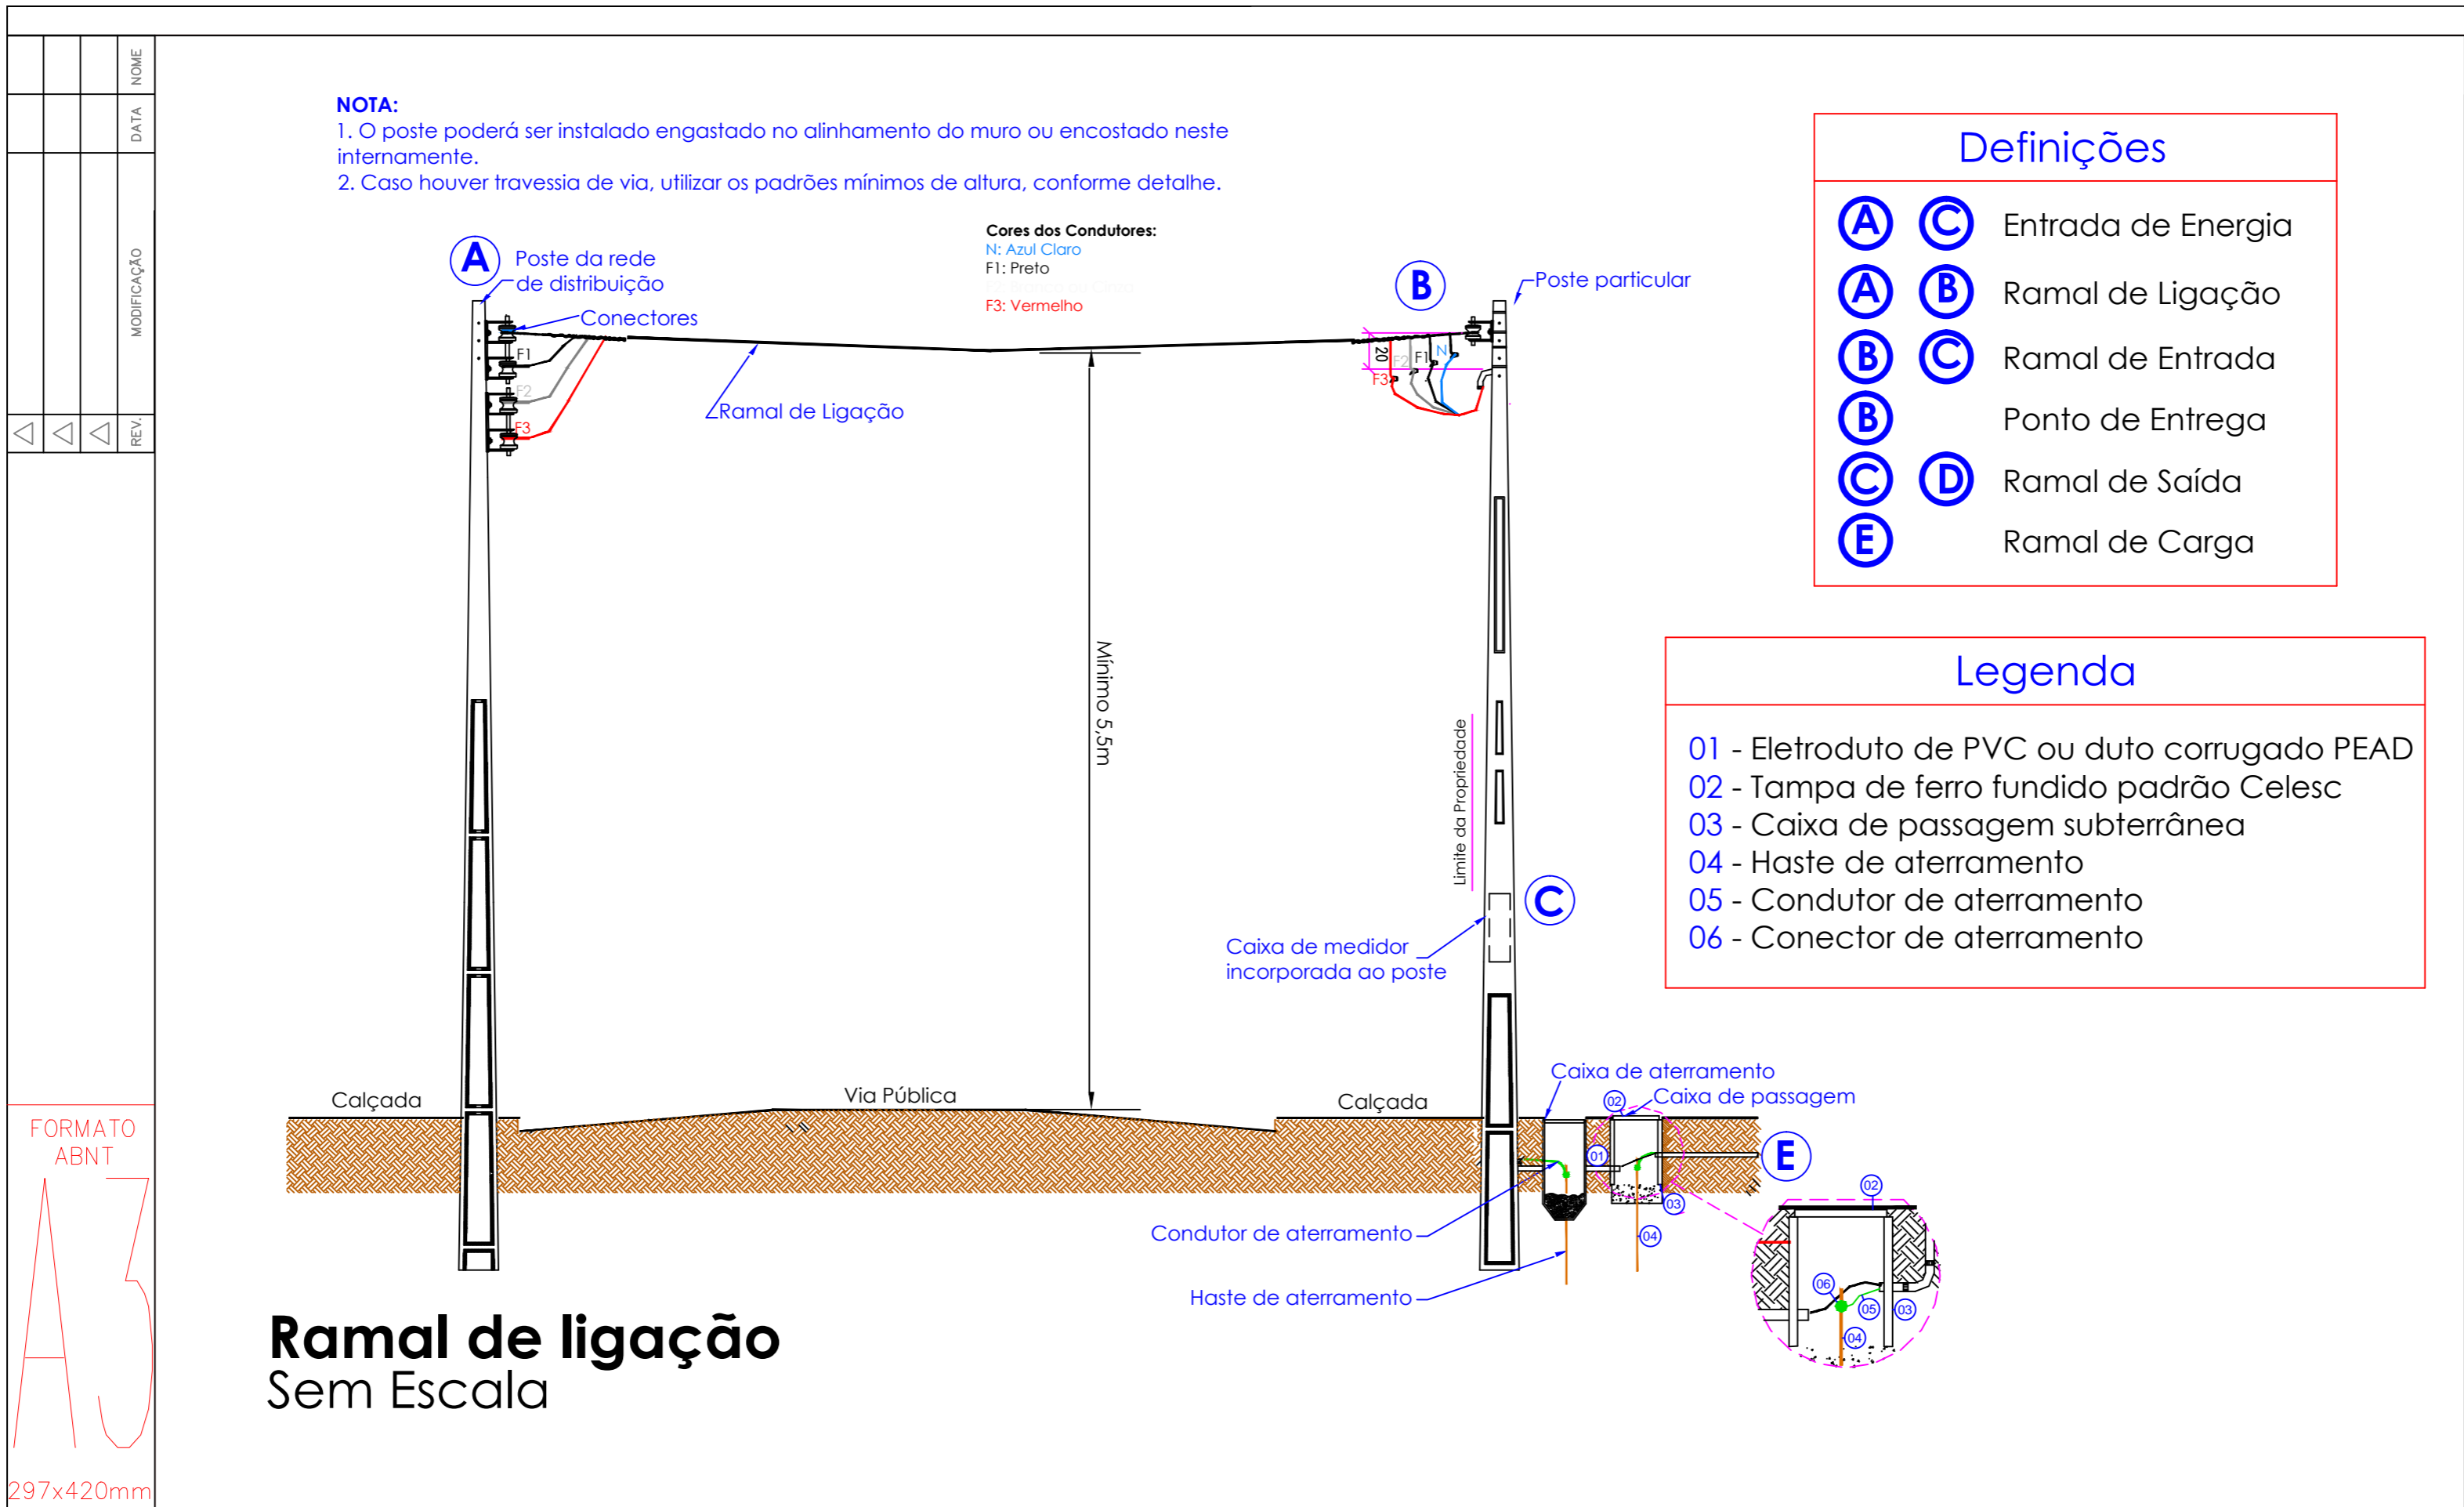 NOME
DATA
MODIFICAÇÃO
REV.
FORMATO
ABNT
A3
297x420mm
NOTA:
1. O poste poderá ser instalado engastado no alinhamento do muro ou encostado neste
internamente.
2. Caso houver travessia de via, utilizar os padrões mínimos de altura, conforme detalhe.
Cores dos Condutores:
N: Azul Claro
F1: Preto
F3: Vermelho
A
Poste da rede
de distribuição
Conectores
F1
F2
F3
Ramal de Ligação
B
Poste particular
20
F3
F2
F1
N
Mínimo 5,5m
Limite da Propriedade
C
Caixa de medidor
incorporada ao poste
Calçada
Via Pública
Calçada
Caixa de aterramento
02
Caixa de passagem
01
E
03
04
Condutor de aterramento
Haste de aterramento
02
06
05
03
04
Definições
A C Entrada de Energia
A B Ramal de Ligação
B C Ramal de Entrada
B Ponto de Entrega
C D Ramal de Saída
E Ramal de Carga
Legenda
01 - Eletroduto de PVC ou duto corrugado PEAD
02 - Tampa de ferro fundido padrão Celesc
03 - Caixa de passagem subterrânea
04 - Haste de aterramento
05 - Condutor de aterramento
06 - Conector de aterramento
Ramal de ligação
Sem Escala